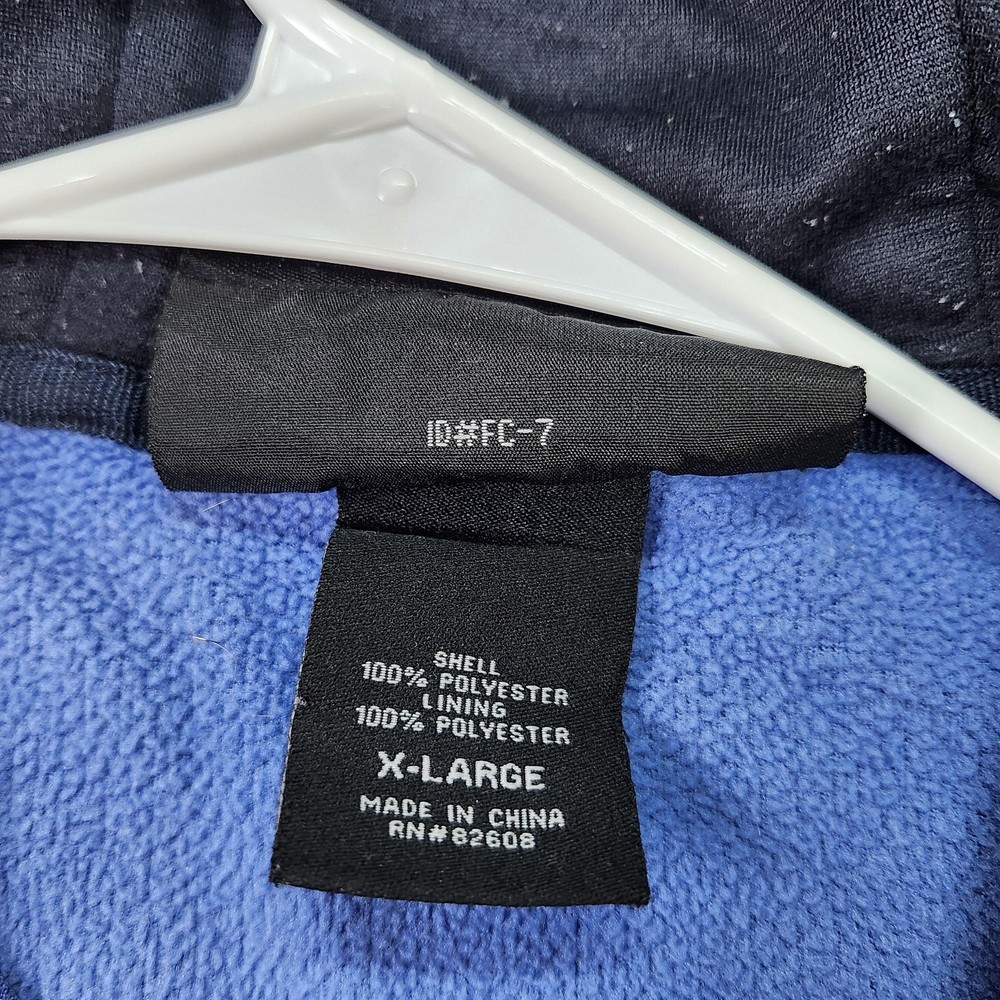 ID#FC-7
SHELL
100% POLYESTER
LINING
100% POLYESTER
X-LARGE
MADE IN CHINA
RN#82608